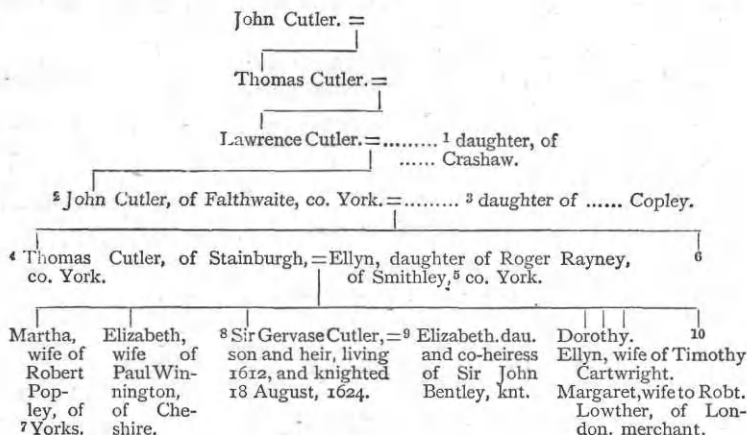 John Cutler. =
Thomas Cutler. =
Lawrence Cutler. = ......... ¹ daughter, of
...... Crashaw.
² John Cutler, of Falthwaite, co. York. = ......... ³ daughter of ...... Copley.
⁴ Thomas Cutler, of Stainburgh, = Ellyn, daughter of Roger Rayney, ⁶
co. York. of Smithley,⁵ co. York.
Martha,
wife of
Robert
Pop-
ley, of
⁷ Yorks.
Elizabeth,
wife of
Paul Win-
nington,
of Che-
shire.
⁸ Sir Gervase Cutler, =
son and heir, living
1612, and knighted
18 August, 1624.
⁹ Elizabeth. dau.
and co-heiress
of Sir John
Bentley, knt.
Dorothy. ¹⁰
Ellyn, wife of Timothy
Cartwright.
Margaret, wife to Robt.
Lowther, of Lon-
don, merchant.